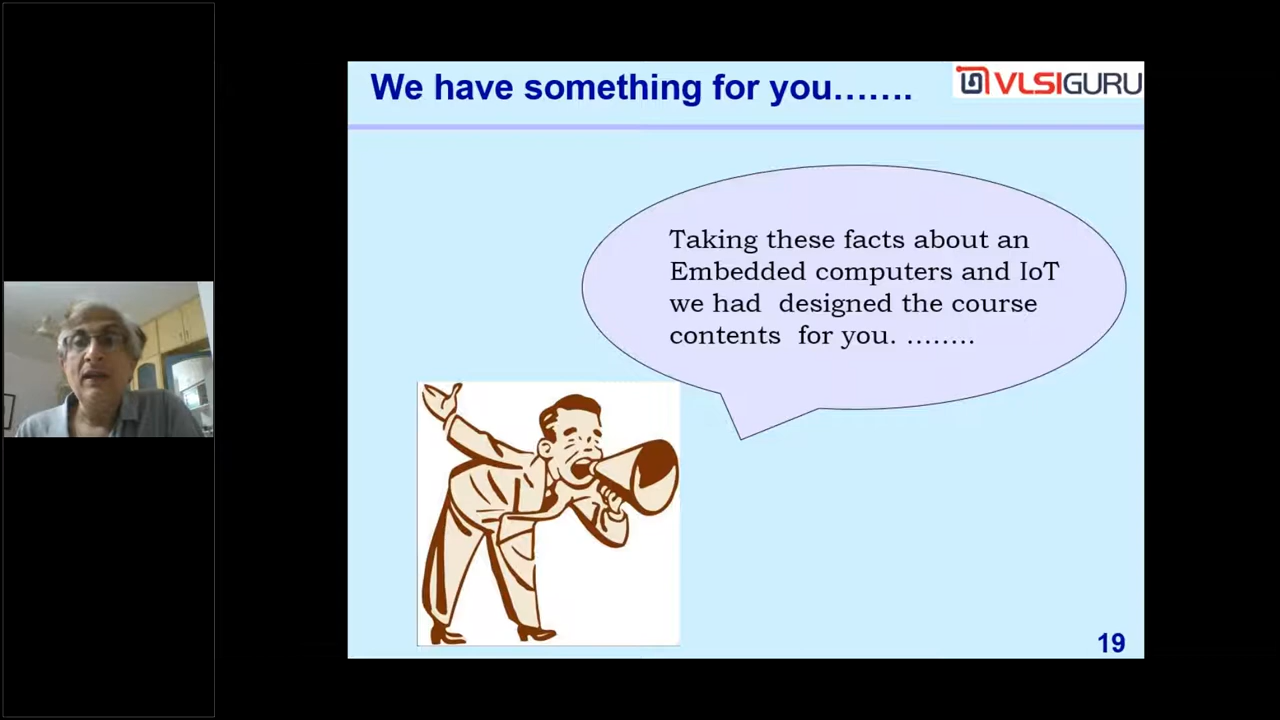 We have something for you…….
VLSIGURU
Taking these facts about an
Embedded computers and IoT
we had designed the course
contents for you. ……..
19